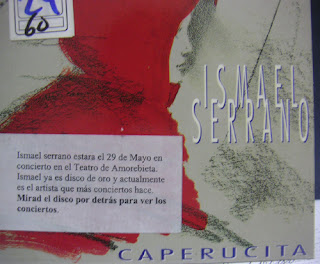 60
ISMAEL
SERRANO
Ismael serrano estara el 29 de Mayo en
concierto en el Teatro de Amorebieta.
Ismael ya es disco de oro y actualmente
es el artista que más conciertos hace.
Mirad el disco por detrás para ver los
conciertos.
CAPERUCITA